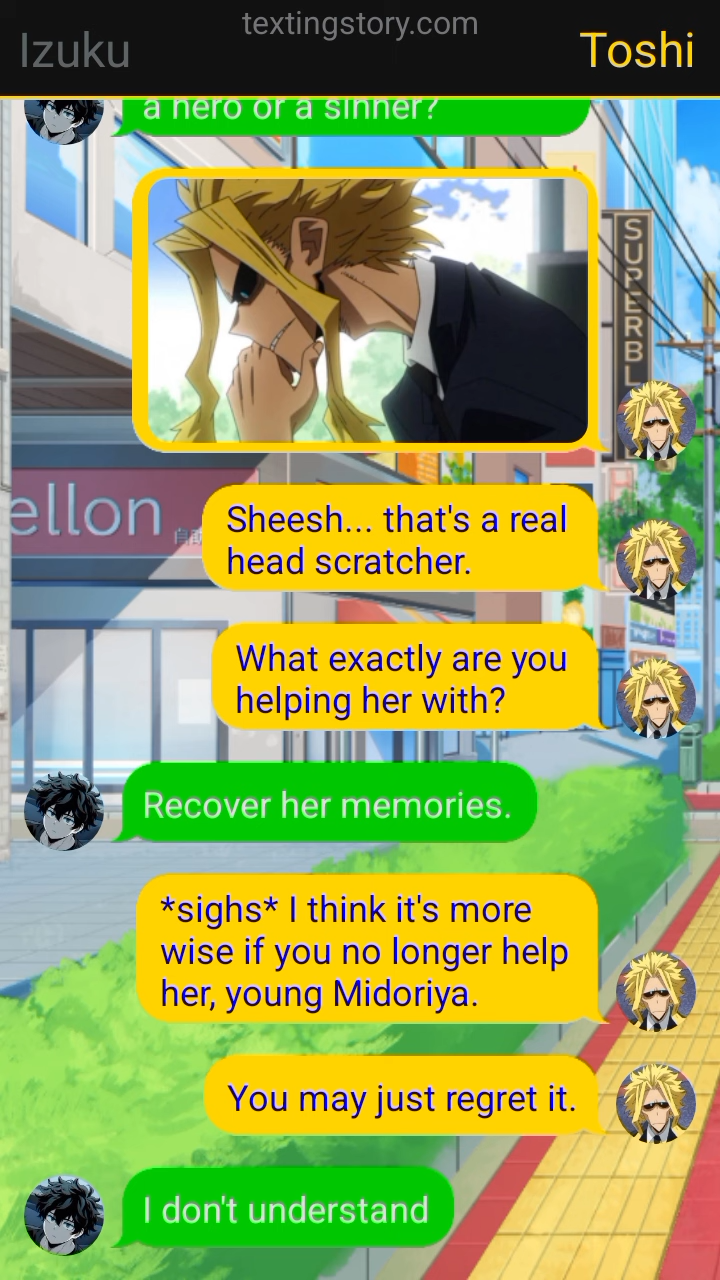 textingstory.com
Izuku
Toshi
a hero or a sinner?
SUPERBL
Sheesh... that's a real
head scratcher.
ellon
What exactly are you
helping her with?
Recover her memories.
*sighs* I think it's more
wise if you no longer help
her, young Midoriya.
You may just regret it.
I don't understand